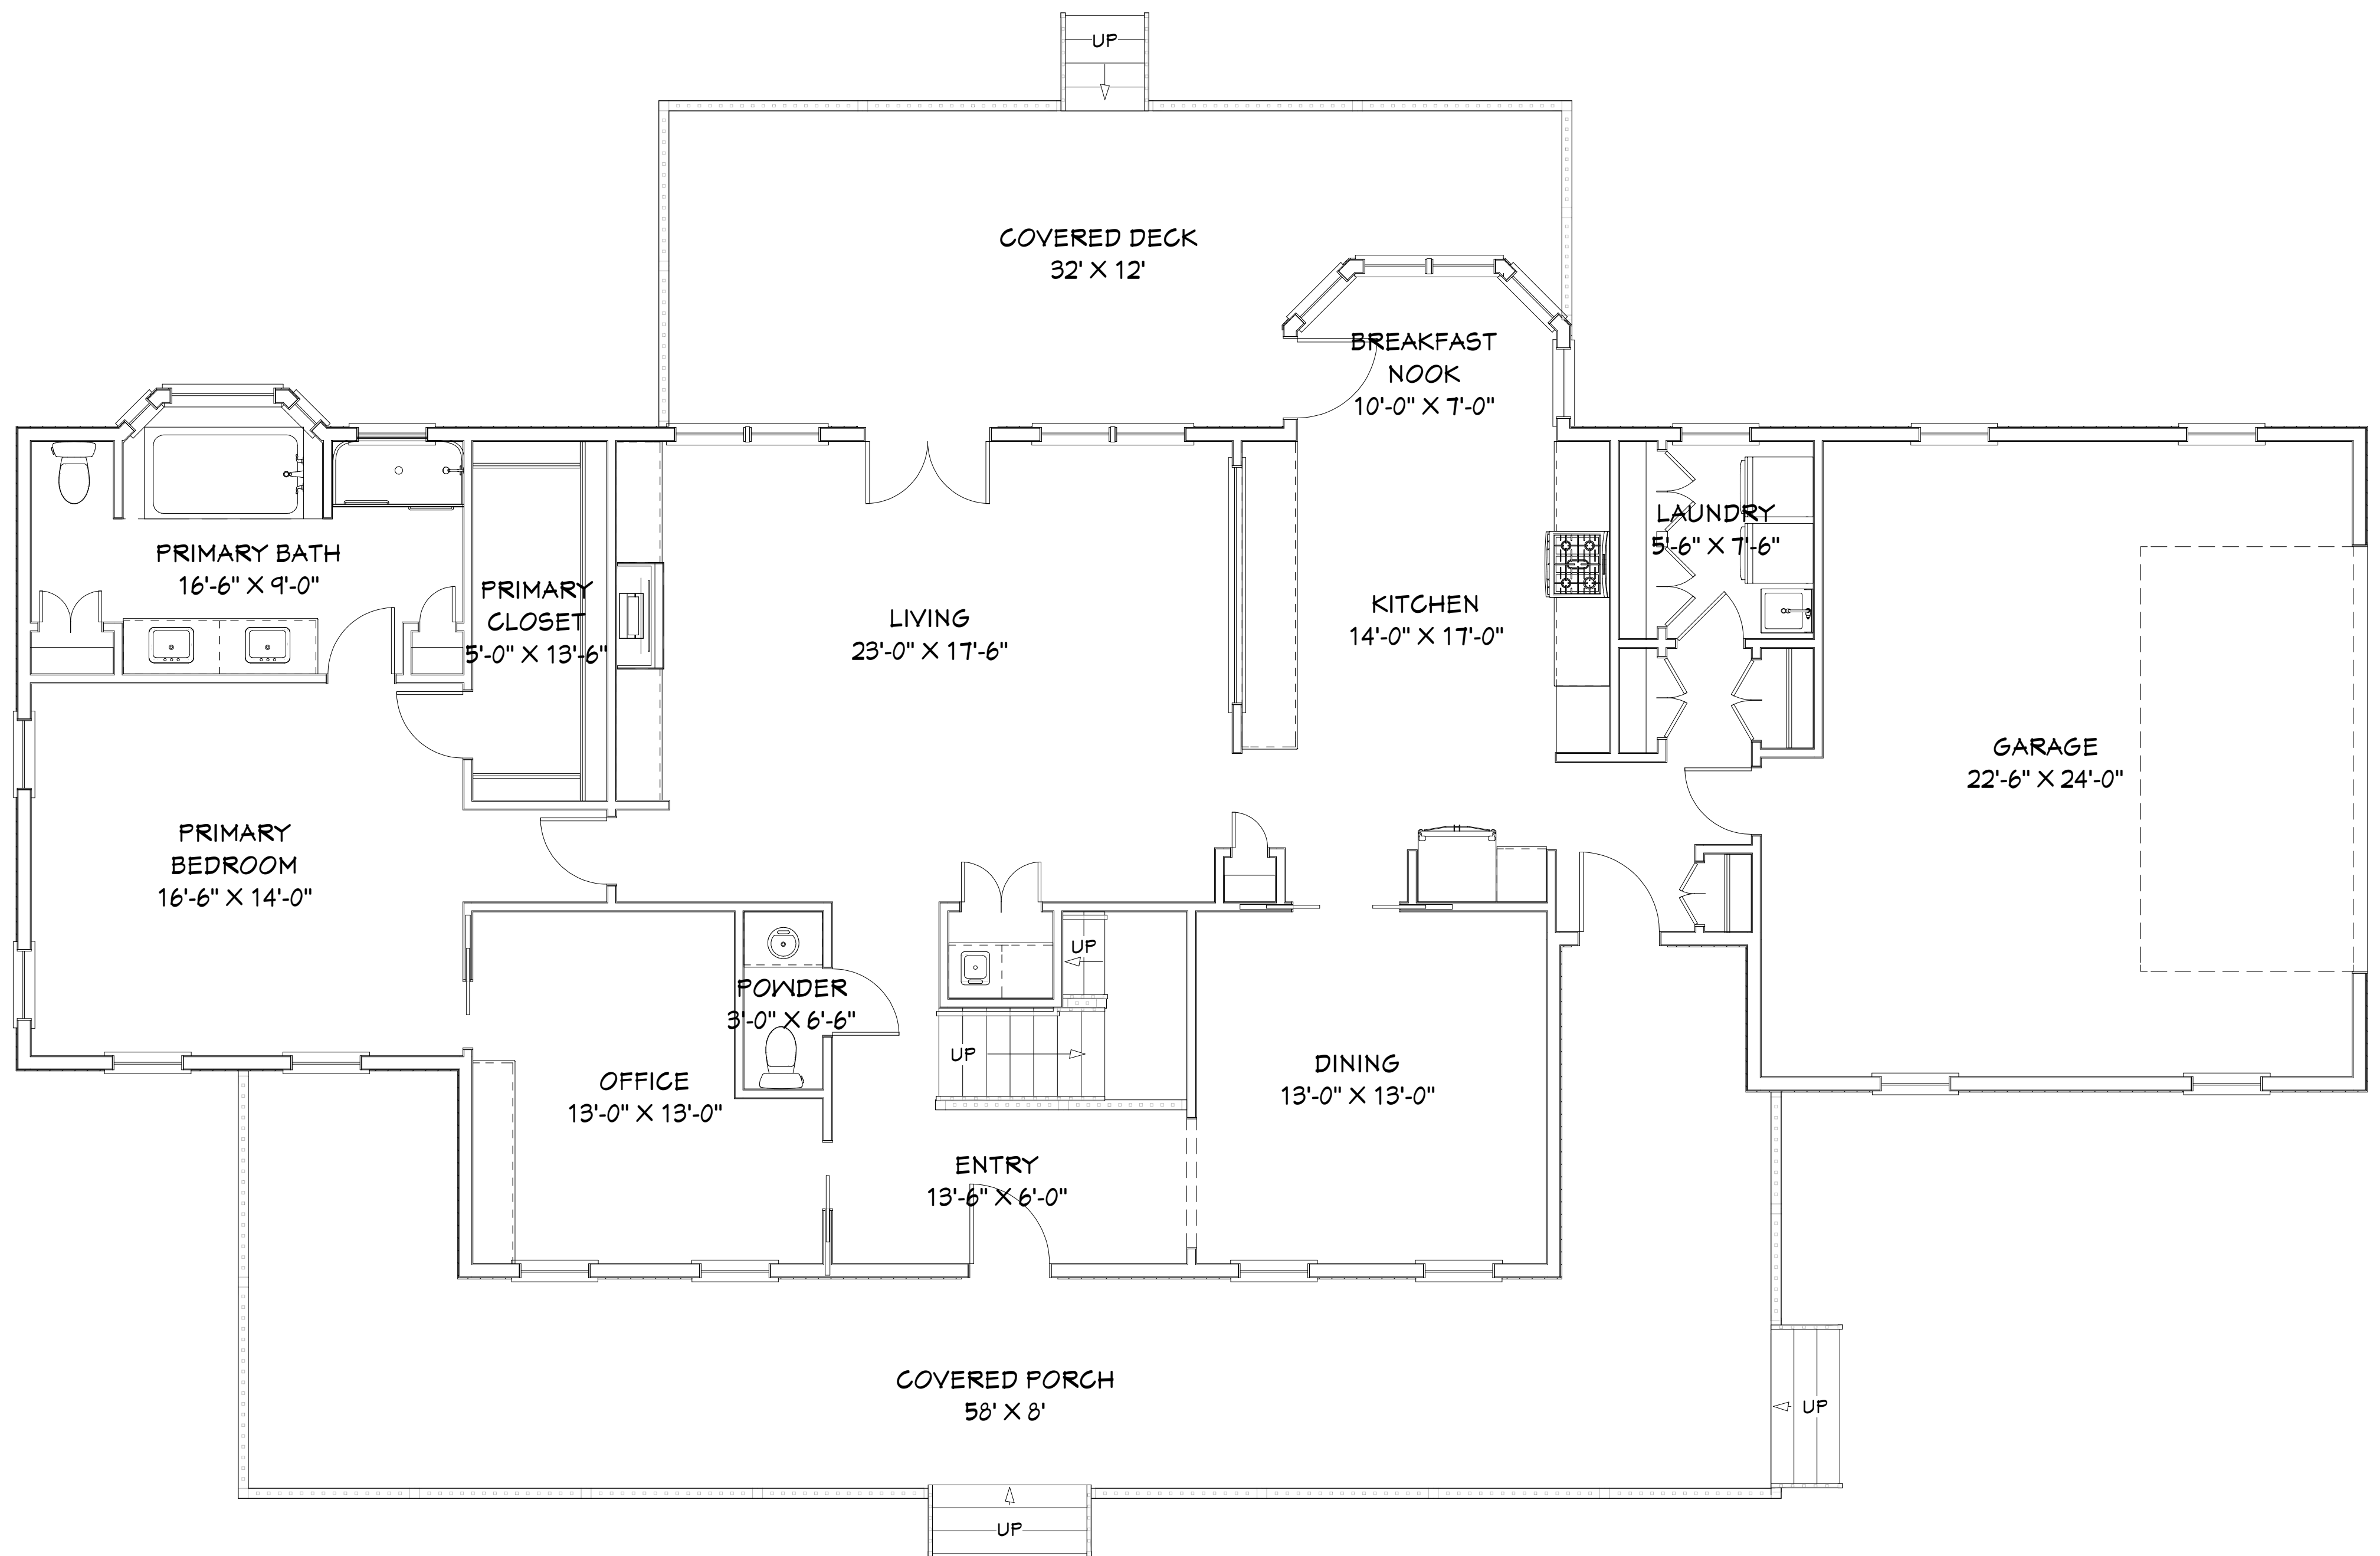 UP
COVERED DECK
32' X 12'
BREAKFAST
NOOK
10'-0" X 7'-0"
PRIMARY BATH
16'-6" X 9'-0"
PRIMARY
CLOSET
5'-0" X 13'-6"
LIVING
23'-0" X 17'-6"
KITCHEN
14'-0" X 17'-0"
LAUNDRY
5'-6" X 7'-6"
GARAGE
22'-6" X 24'-0"
PRIMARY
BEDROOM
16'-6" X 14'-0"
POWDER
3'-0" X 6'-6"
UP
UP
OFFICE
13'-0" X 13'-0"
DINING
13'-0" X 13'-0"
ENTRY
13'-6" X 6'-0"
COVERED PORCH
58' X 8'
UP
UP